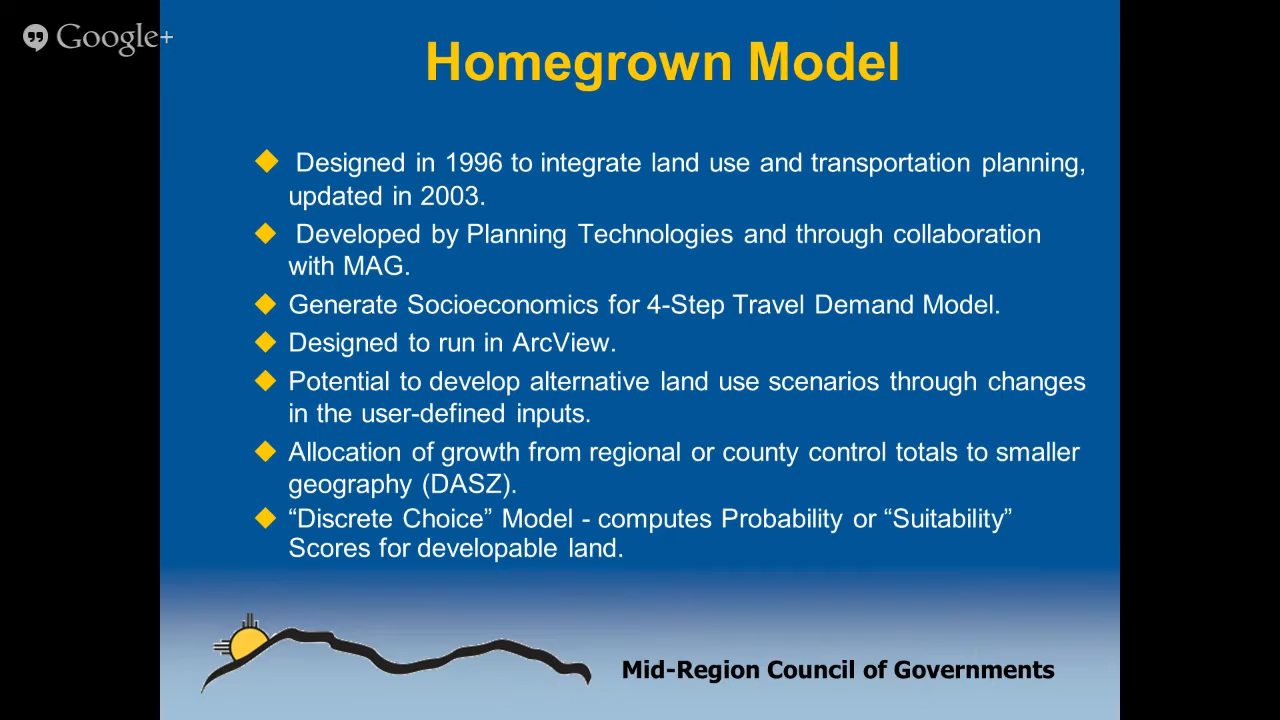 Google+
Homegrown Model
Designed in 1996 to integrate land use and transportation planning,
updated in 2003.
Developed by Planning Technologies and through collaboration
with MAG.
Generate Socioeconomics for 4-Step Travel Demand Model.
Designed to run in ArcView.
Potential to develop alternative land use scenarios through changes
in the user-defined inputs.
Allocation of growth from regional or county control totals to smaller
geography (DASZ).
“Discrete Choice” Model - computes Probability or “Suitability”
Scores for developable land.
Mid-Region Council of Governments